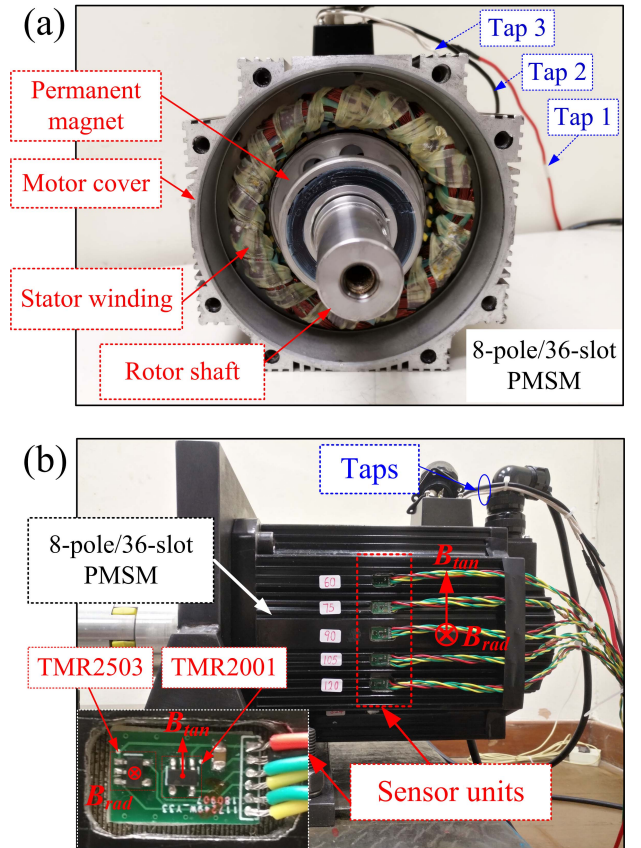 (a)
Tap 3
Tap 2
Tap 1
Permanent
magnet
Motor cover
Stator winding
Rotor shaft
8-pole/36-slot
PMSM
(b)
Taps
8-pole/36-slot
PMSM
B_tan
B_rad
60
75
90
105
120
TMR2503
TMR2001
B_tan
B_rad
Sensor units